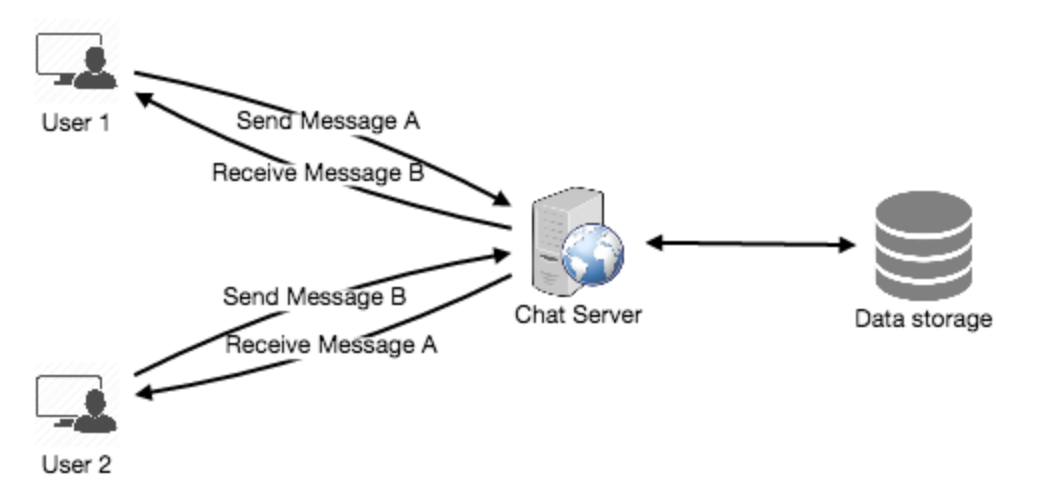 User 1
Send Message A
Receive Message B
Chat Server
Data storage
Send Message B
Receive Message A
User 2